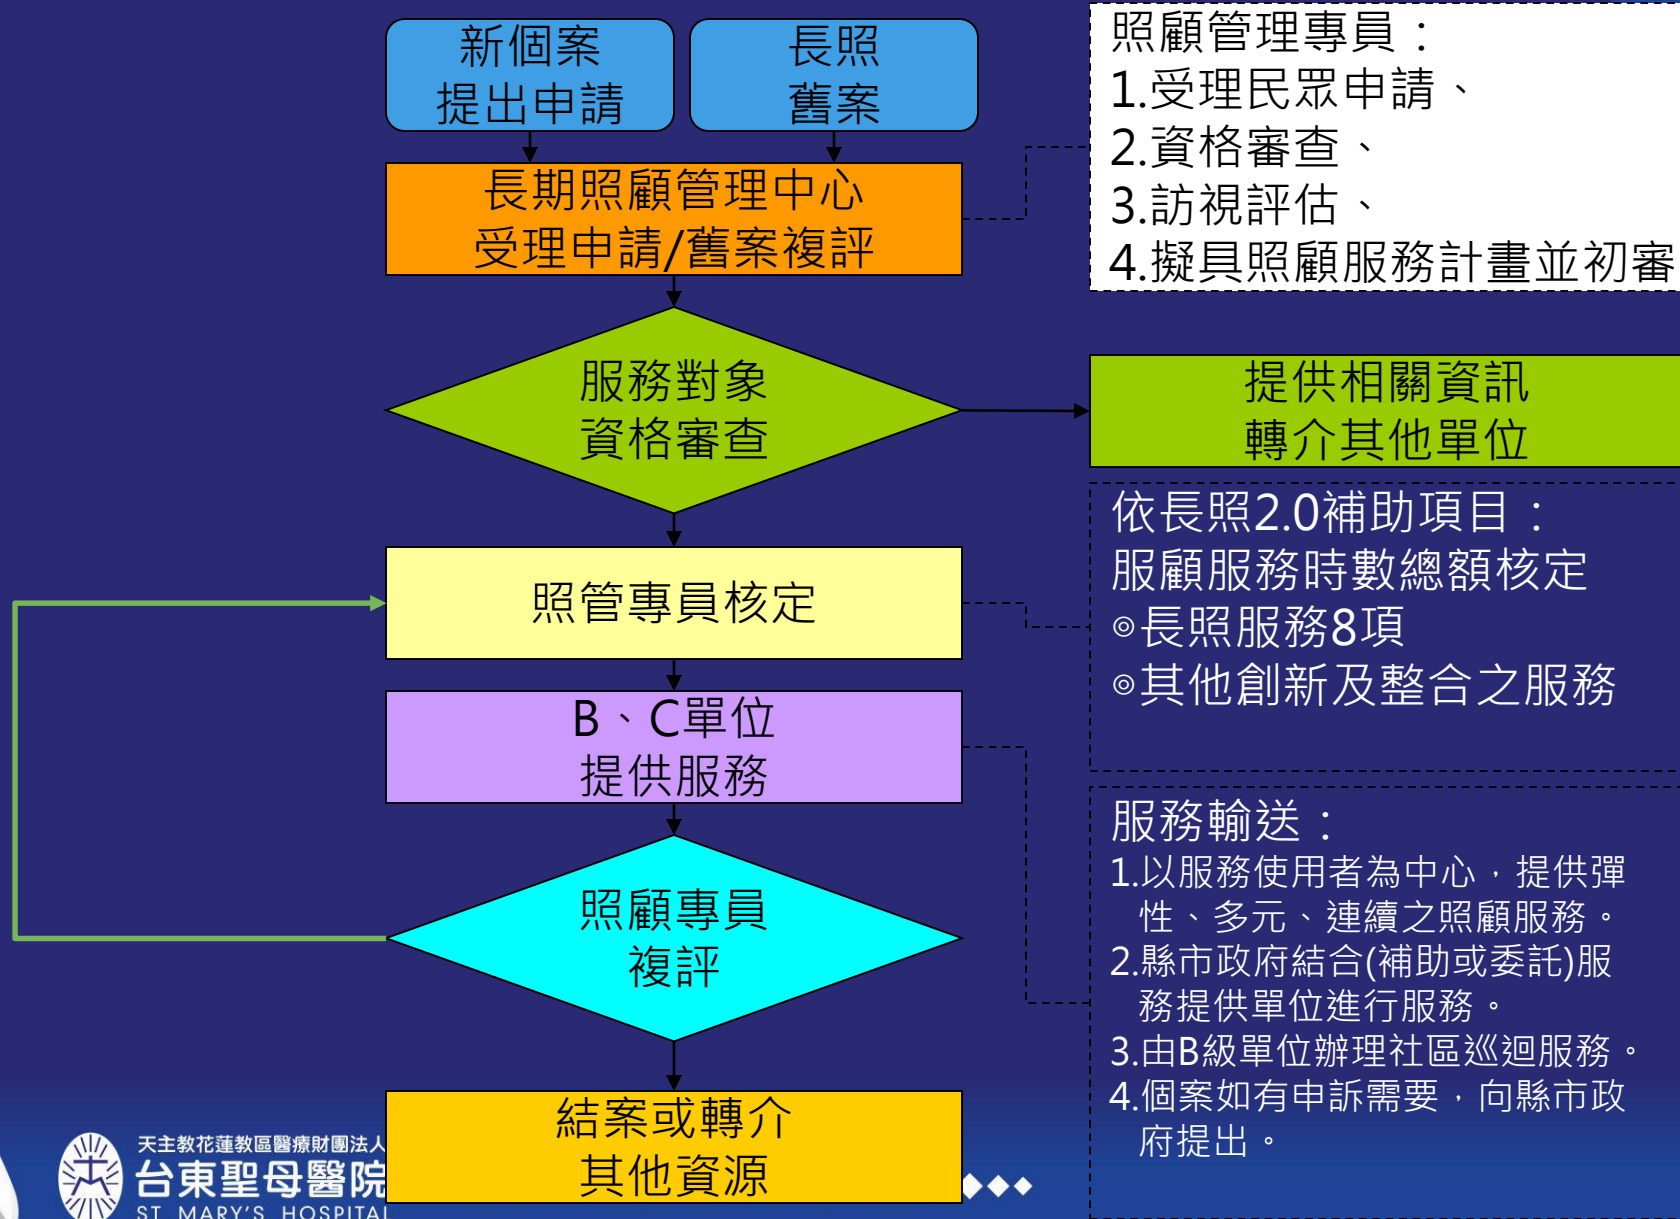 新個案
提出申請
長照
舊案
長期照顧管理中心
受理申請/舊案複評
服務對象
資格審查
照管專員核定
B、C單位
提供服務
照顧專員
複評
結案或轉介
其他資源
照顧管理專員：
1.受理民眾申請、
2.資格審查、
3.訪視評估、
4.擬具照顧服務計畫並初審
提供相關資訊
轉介其他單位
依長照2.0補助項目：
服顧服務時數總額核定
◎長照服務8項
◎其他創新及整合之服務
服務輸送：
1.以服務使用者為中心，提供彈
性、多元、連續之照顧服務。
2.縣市政府結合(補助或委託)服
務提供單位進行服務。
3.由B級單位辦理社區巡迴服務。
4.個案如有申訴需要，向縣市政
府提出。
天主教花蓮教區醫療財團法人
台東聖母醫院
ST MARY'S HOSPITAL